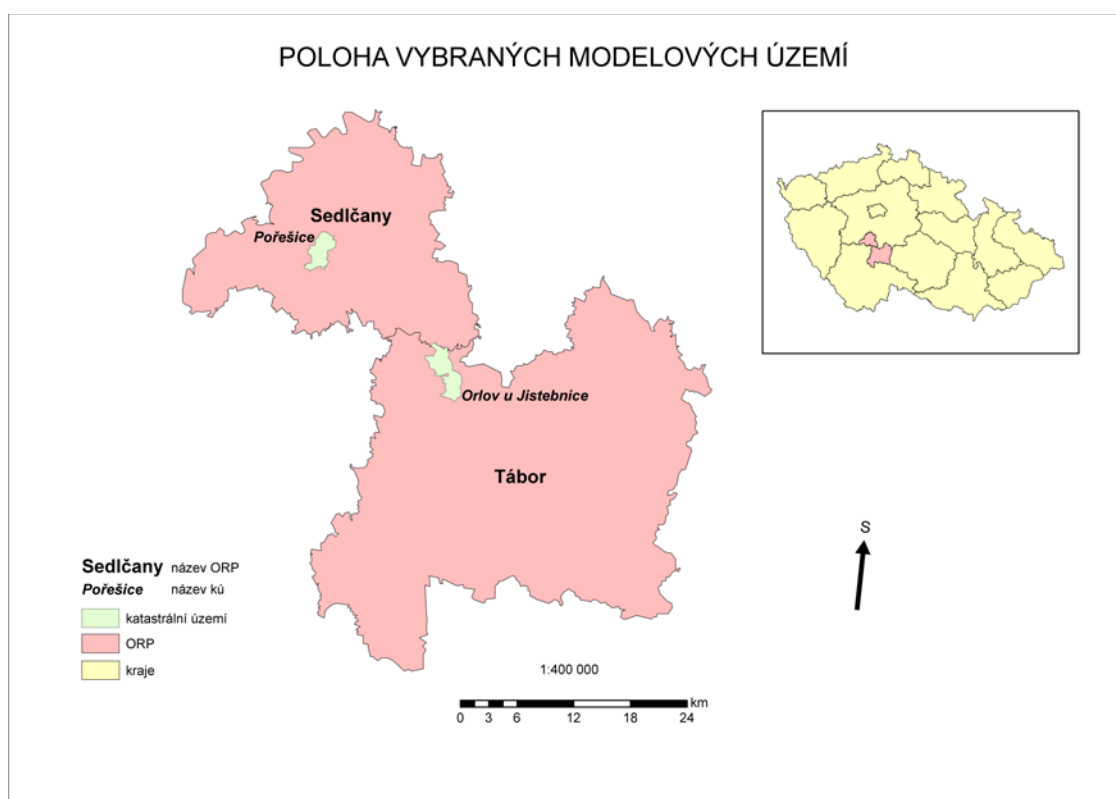 POLOHA VYBRANÝCH MODELOVÝCH ÚZEMÍ
Sedlčany
Pořešice
Orlov u Jistebnice
Tábor
S
Sedlčany název ORP
Pořešice název kú
katastrální území
ORP
kraje
1:400 000
km
0 3 6 12 18 24